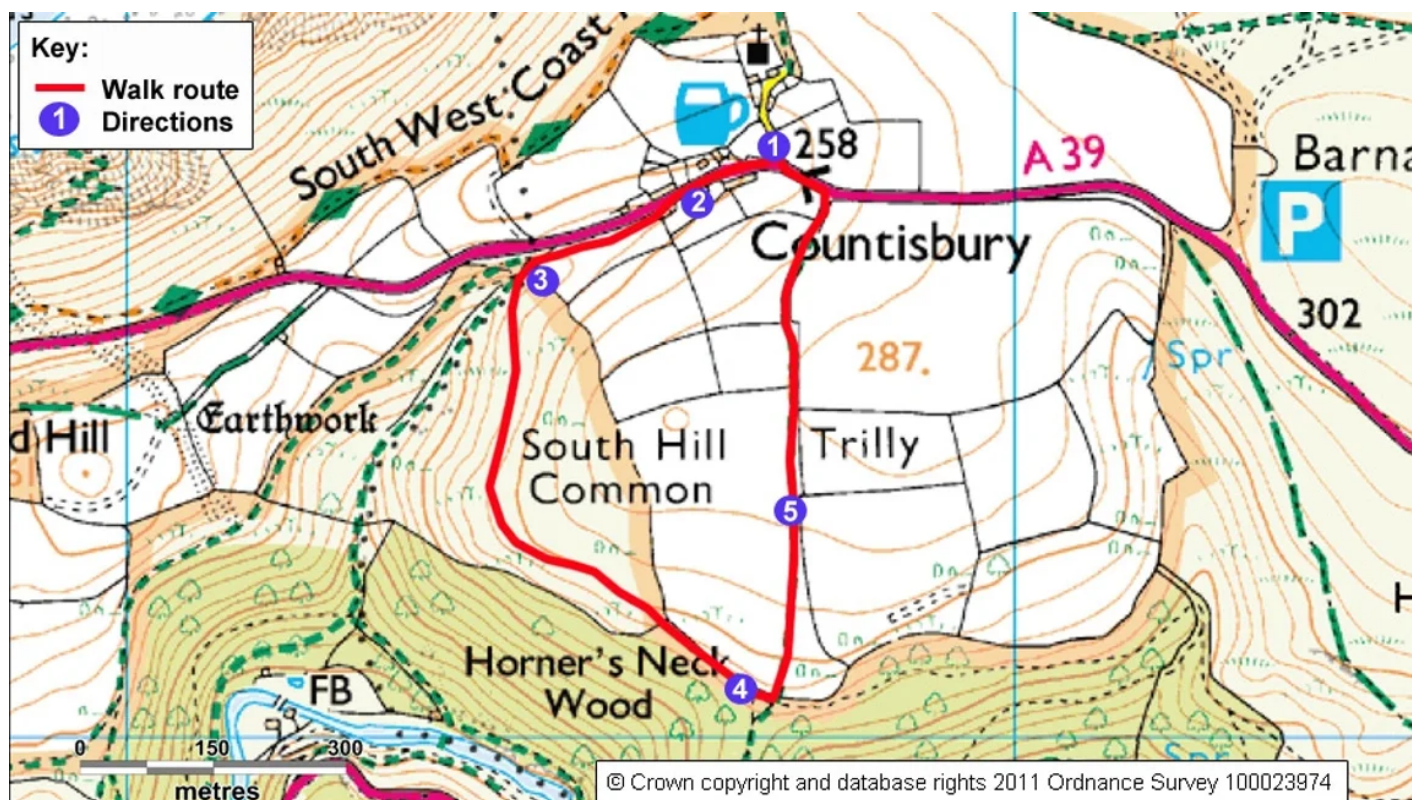 Key:
Walk route
1 Directions
South West Coast
1
258
A 39
2
P
Countisbury
3
302
287.
Spr
Earthwork
d Hill
South Hill
Common
Trilly
5
Horner's Neck
Wood
4
FB
Spr
0 150 300
metres
© Crown copyright and database rights 2011 Ordnance Survey 100023974